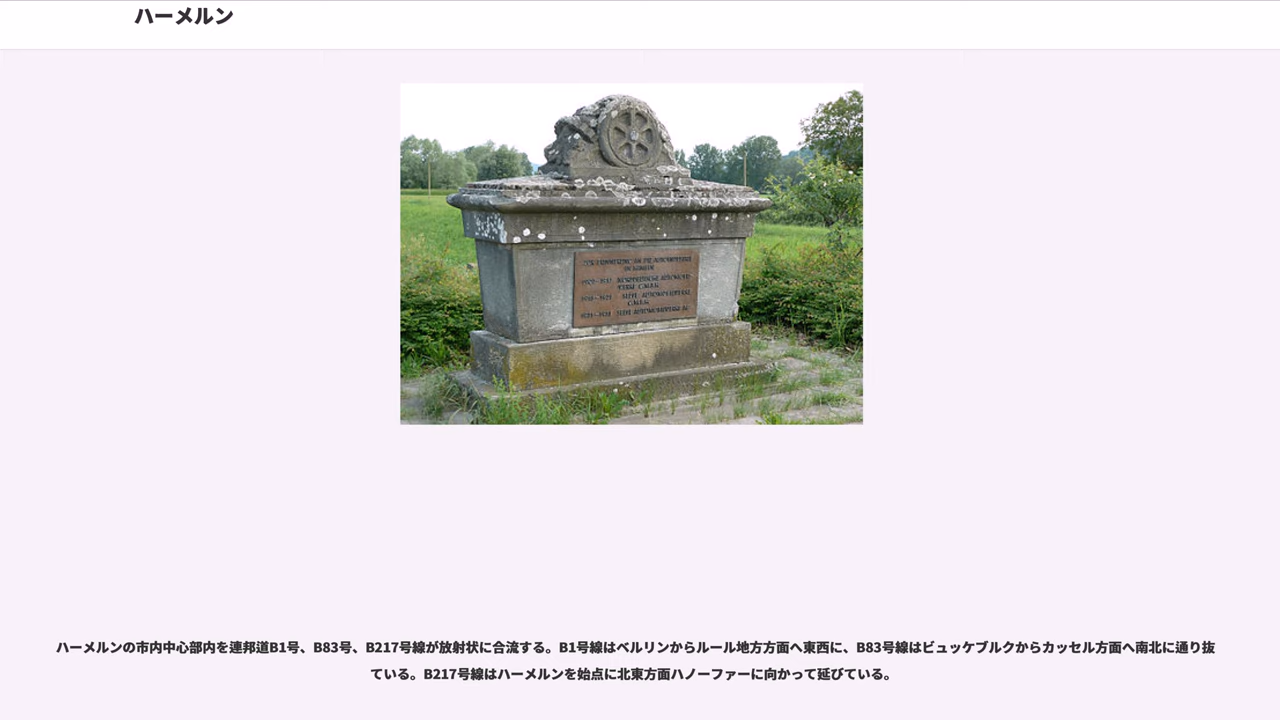 ハーメルン
ハーメルンの市内中心部内を連邦道B1号、B83号、B217号線が放射状に合流する。B1号線はベルリンからルール地方方面へ東西に、B83号線はビュッケブルクからカッセル方面へ南北に通り抜
ている。B217号線はハーメルンを始点に北東方面ハノーファーに向かって延びている。